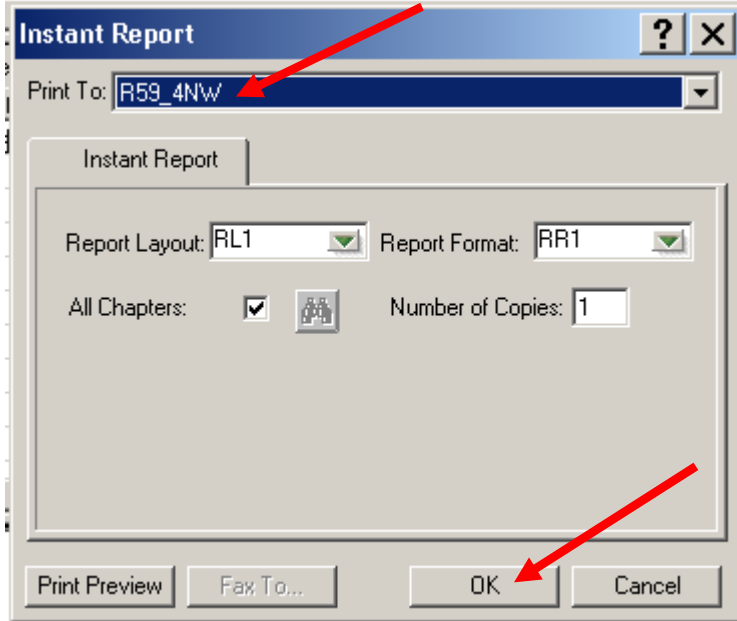 Instant Report
Print To: R59_4NW
Instant Report
Report Layout: RL1 Report Format: RR1
All Chapters: Number of Copies: 1
Print Preview Fax To... OK Cancel